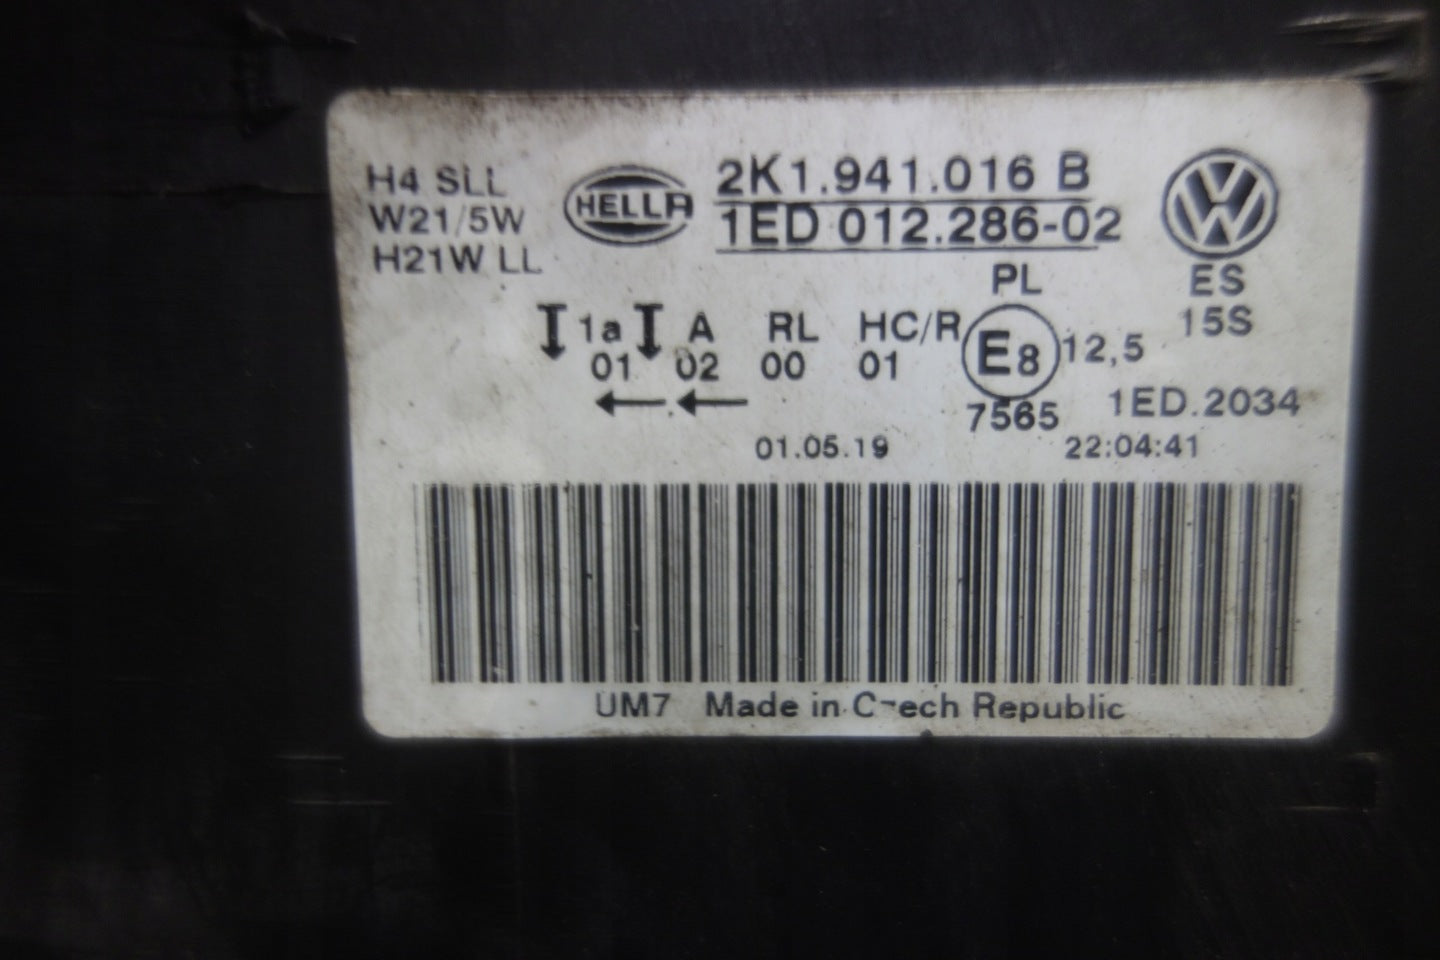 H4 SLL
W21/5W
H21W LL
HELLA
2K1.941.016 B
1ED 012.286-02
VW
PL
ES
15S
1a A RL HC/R E8 12,5
01 02 00 01
7565 1ED.2034
01.05.19 22:04:41
UM7 Made in Czech Republic